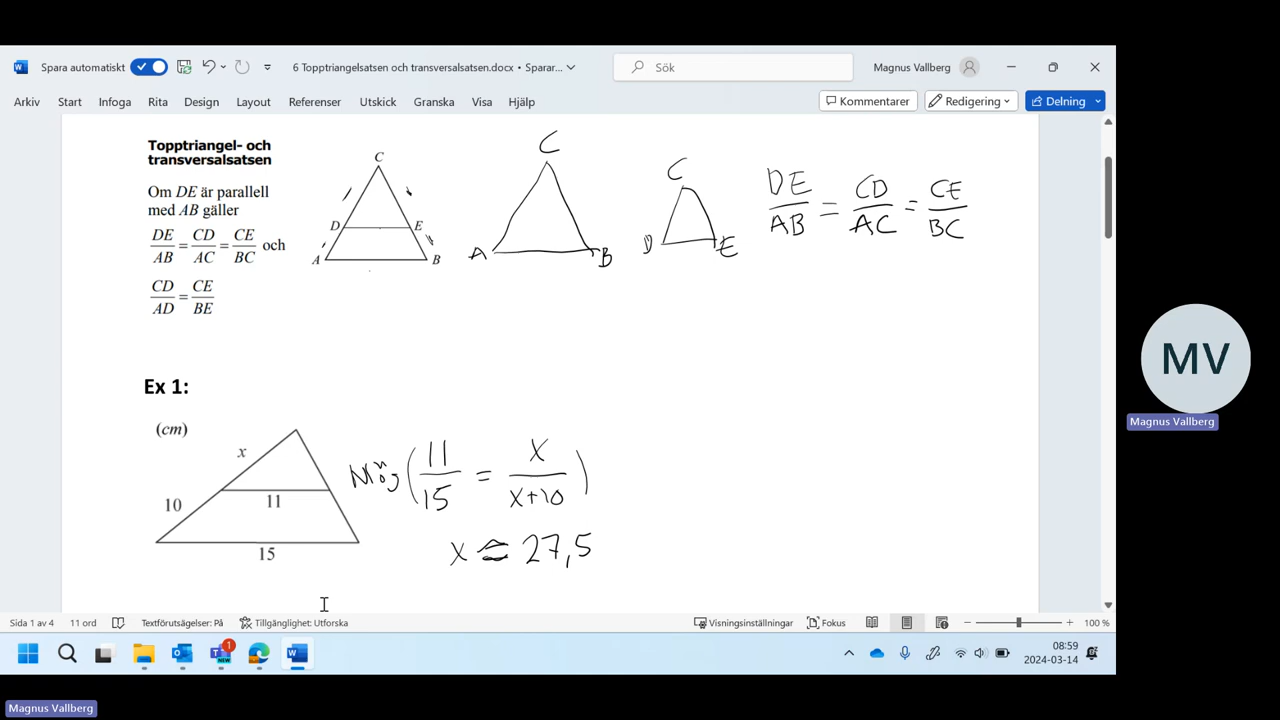 Spara automatiskt
6 Topptriangelsatsen och transversalsatsen.docx • Sparar...
Sök
Magnus Vallberg
Arkiv Start Infoga Rita Design Layout Referenser Utskick Granska Visa Hjälp
Kommentarer Redigering Delning
Topptriangel- och
transversalsatsen
Om DE är parallell
med AB gäller
DE/AB = CD/AC = CE/BC och
CD/AD = CE/BE
C
D E
A B
C
A B
C
D E
DE/AB = CD/AC = CE/BC
Ex 1:
(cm)
x
10
11
15
(11/15 = x/x+10)
x ≈ 27,5
MV
Magnus Vallberg
Sida 1 av 4 11 ord Textförutsägelser: På Tillgänglighet: Utforska
Visningsinställningar Fokus 100 %
1
NEW
08:59
2024-03-14
Magnus Vallberg